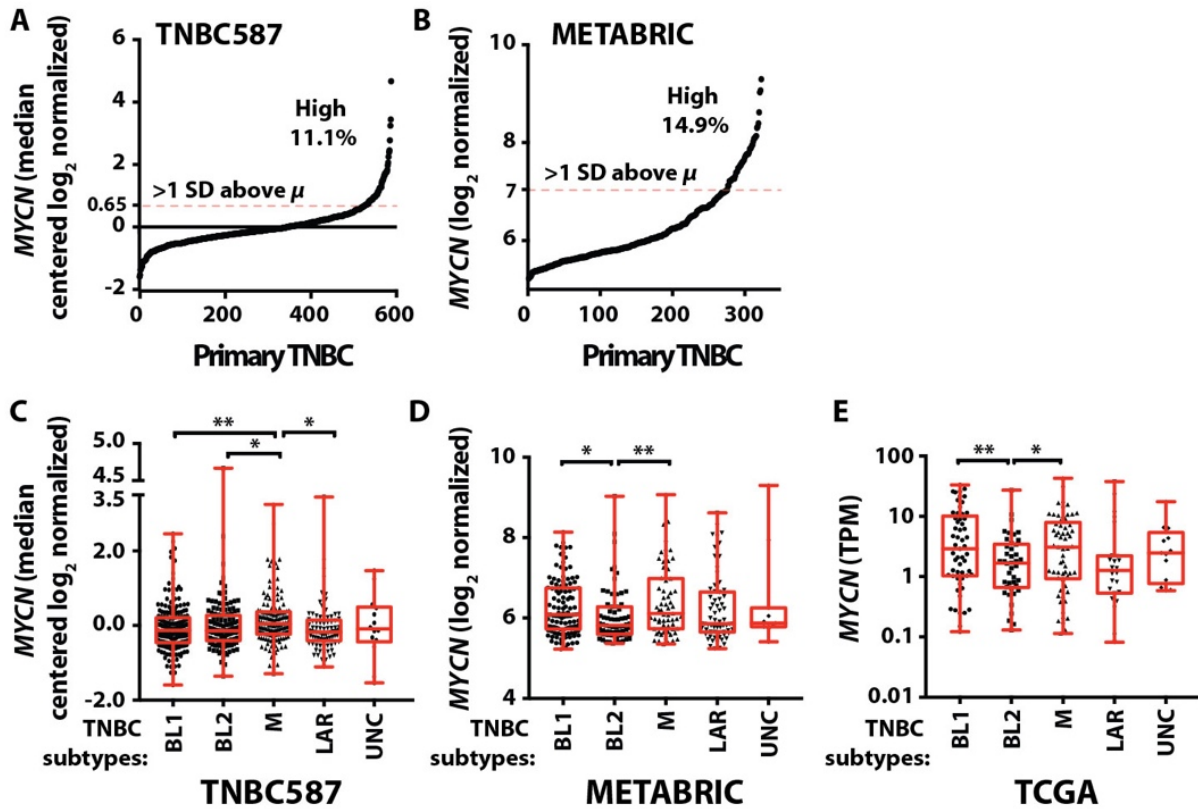 A
TNBC587
MYCN (median
centered log2 normalized)
6
4
2
0.65
0
-2
High
11.1%
>1 SD above μ
0
200
400
600
Primary TNBC
B
METABRIC
MYCN (log2 normalized)
10
8
7
6
High
14.9%
>1 SD above μ
0
100
200
300
Primary TNBC
C
MYCN (median
centered log2 normalized)
5.0
4.5
3.5
2.0
0.0
-2.0
**
*
*
TNBC
subtypes:
BL1
BL2
M
LAR
UNC
TNBC587
D
MYCN (log2 normalized)
10
8
6
4
*
**
TNBC
subtypes:
BL1
BL2
M
LAR
UNC
METABRIC
E
MYCN (TPM)
100
10
1
0.1
0.01
**
*
TNBC
subtypes:
BL1
BL2
M
LAR
UNC
TCGA